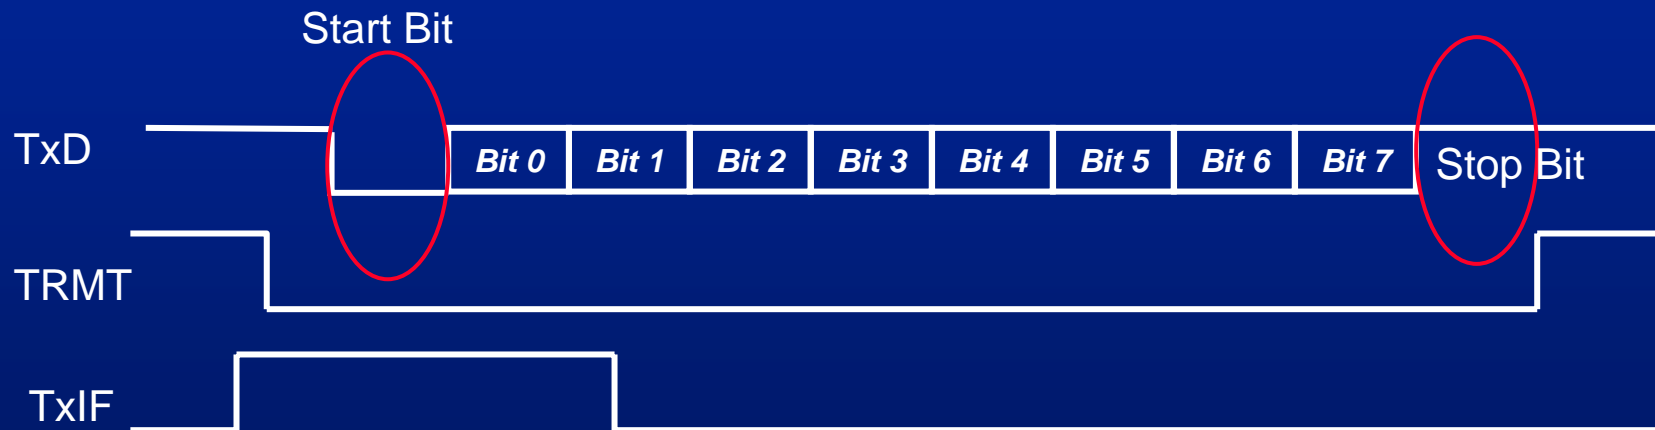 Start Bit
TxD
Bit 0 Bit 1 Bit 2 Bit 3 Bit 4 Bit 5 Bit 6 Bit 7 Stop Bit
TRMT
TxIF